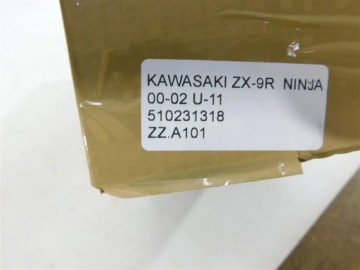 KAWASAKI ZX-9R NINJA
00-02 U-11
510231318
ZZ.A101